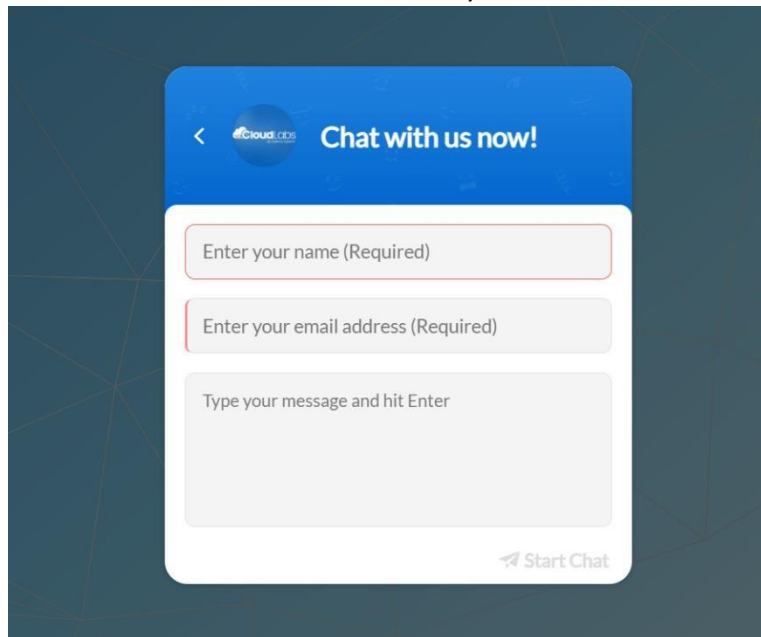 CloudLabs
Chat with us now!
Enter your name (Required)
Enter your email address (Required)
Type your message and hit Enter
Start Chat